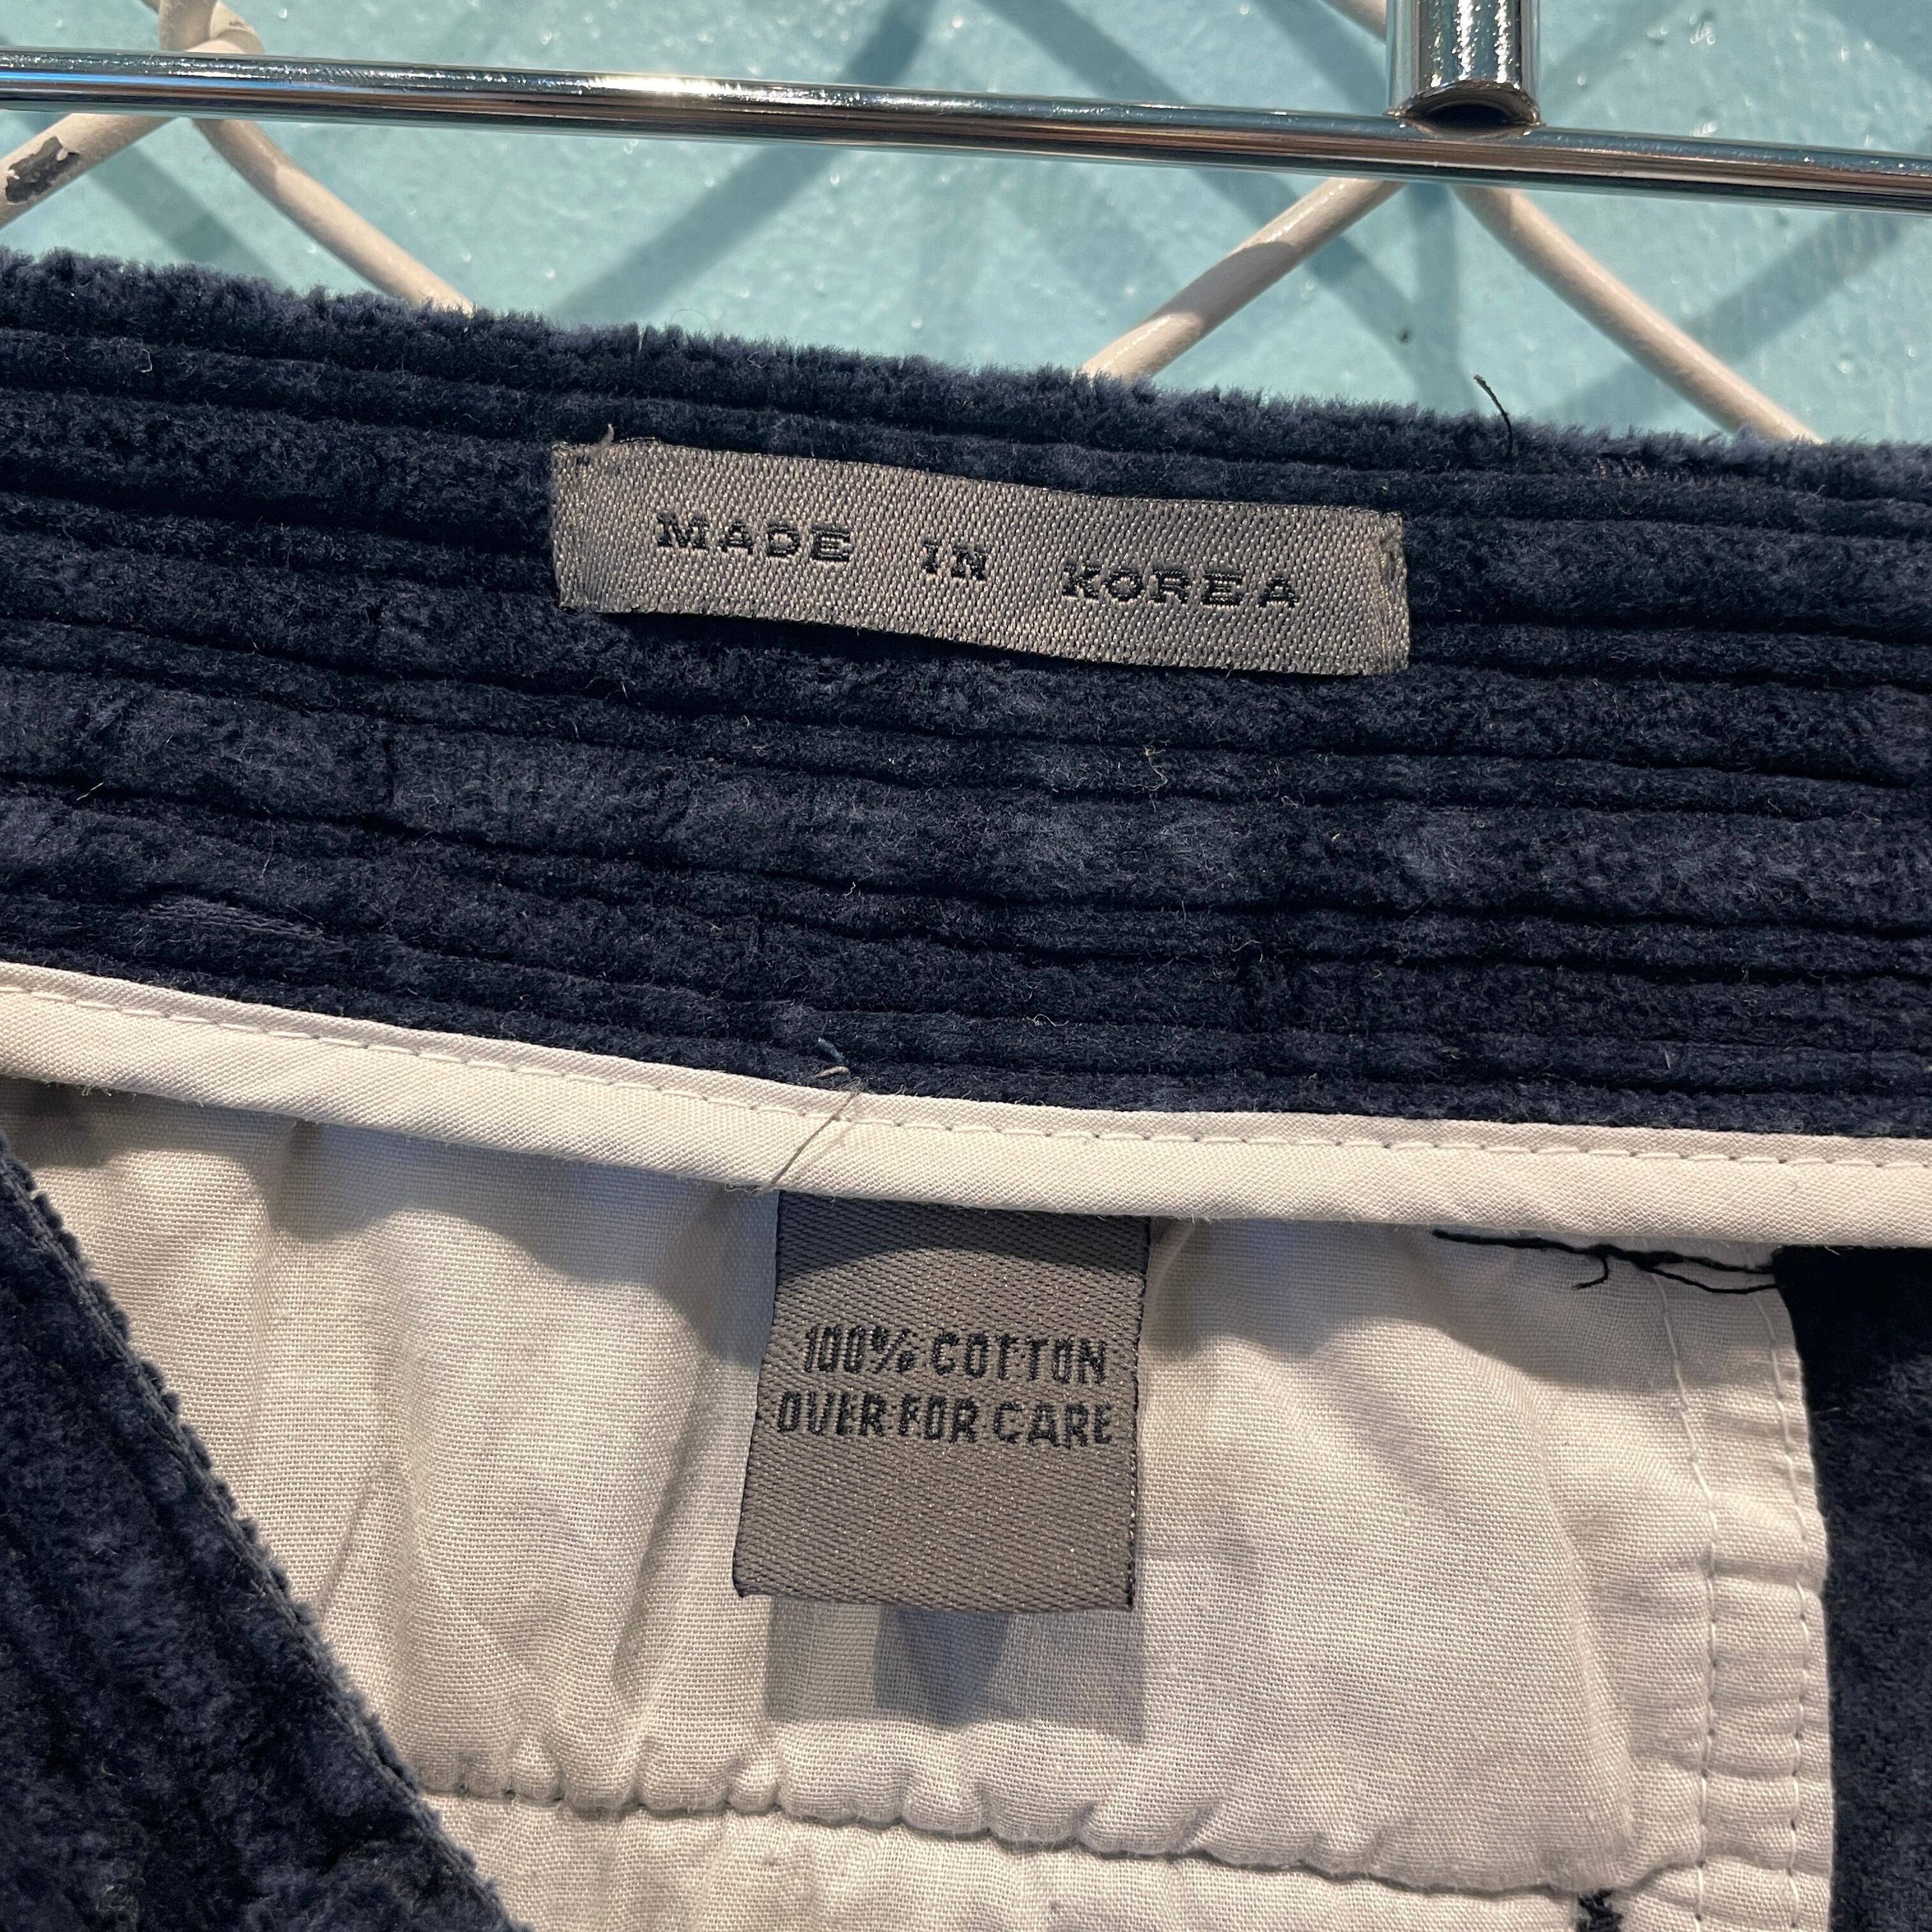 MADE IN KOREA
100% COTTON
OVER FOR CARE